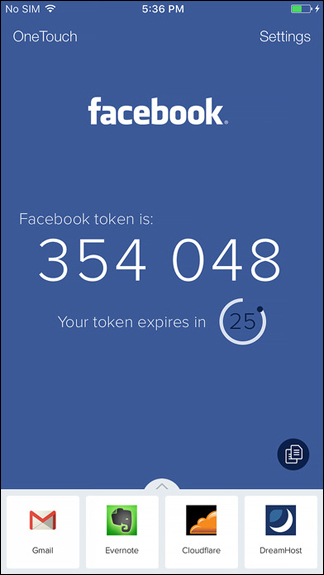 No SIM 5:36 PM
OneTouch Settings
facebook®
Facebook token is:
354 048
Your token expires in 25
Gmail Evernote Cloudflare DreamHost